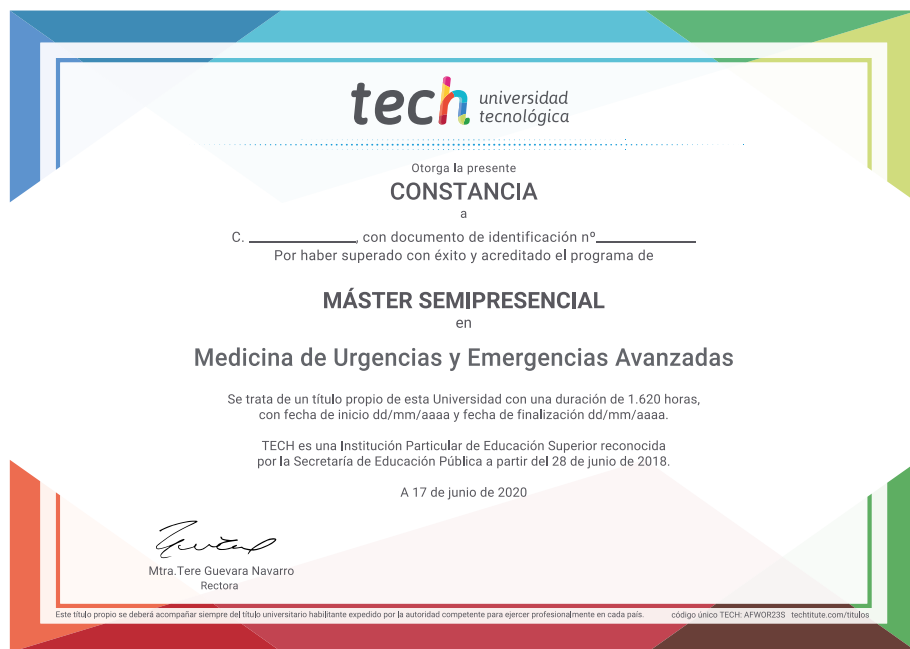 tech universidad
tecnológica
Otorga la presente
CONSTANCIA
a
C. ____________, con documento de identificación nº____________
Por haber superado con éxito y acreditado el programa de
MÁSTER SEMIPRESENCIAL
en
Medicina de Urgencias y Emergencias Avanzadas
Se trata de un título propio de esta Universidad con una duración de 1.620 horas,
con fecha de inicio dd/mm/aaaa y fecha de finalización dd/mm/aaaa.
TECH es una Institución Particular de Educación Superior reconocida
por la Secretaría de Educación Pública a partir del 28 de junio de 2018.
A 17 de junio de 2020
Mtra.Tere Guevara Navarro
Rectora
Este título propio se deberá acompañar siempre del título universitario habilitante expedido por la autoridad competente para ejercer profesionalmente en cada país. código único TECH: AFWOR23S techtitute.com/titulos